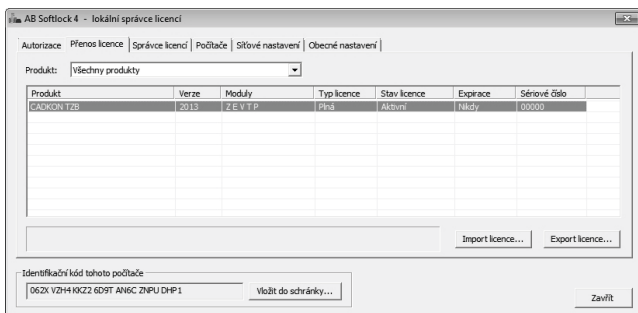 AB Softlock 4 - lokální správce licencí
Autorizace Přenos licence Správce licencí Počítače Síťové nastavení Obecné nastavení
Produkt: Všechny produkty
Produkt Verze Moduly Typ licence Stav licence Expirace Sériové číslo
CADKON TZB 2013 Z E V T P Plná Aktivní Nikdy 00000
Import licence... Export licence...
Identifikační kód tohoto počítače
062X VZH4 KKZ2 6D9T AN6C ZNPU DHP1 Vložit do schránky...
Zavřít